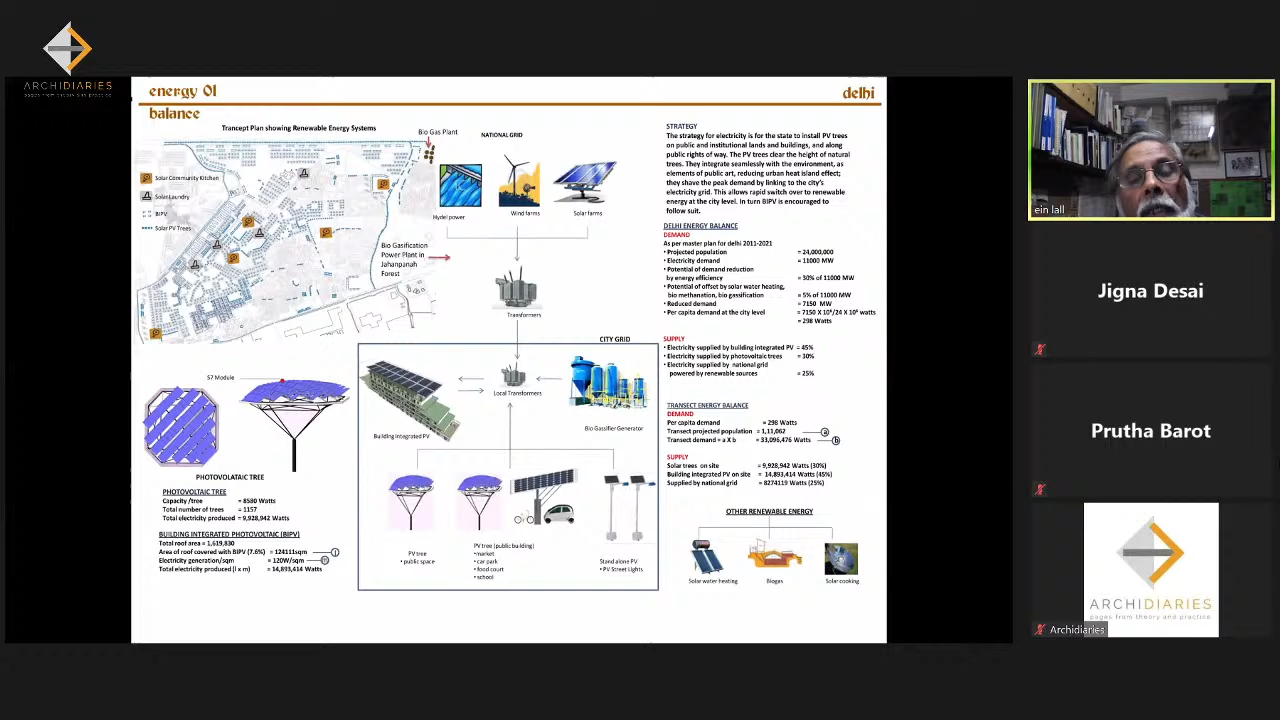 ARCHIDIARIES
pages from theory and practice
energy 01
delhi
balance
Trancept Plan showing Renewable Energy Systems
Bio Gas Plant
NATIONAL GRID
Solar Community Kitchen
Solar Laundry
BIPV
Solar PV Trees
Hydel power
Wind farms
Solar farms
Bio Gasification
Power Plant in
Jahanpanah
Forest
Transformers
CITY GRID
Local Transformers
Building Integrated PV
Bio Gassifier Generator
57 Module
PHOTOVOLATAIC TREE
PHOTOVOLTAIC TREE
Capacity /tree = 8580 Watts
Total number of trees = 1157
Total electricity produced = 9,928,942 Watts
BUILDING INTEGRATED PHOTOVOLTAIC (BIPV)
Total roof area = 1,619,830
Area of roof covered with BIPV (7.6%) = 124111sqm
Electricity generation/sqm = 120W/sqm
Total electricity produced (l x m) = 14,893,414 Watts
PV tree
• public space
PV tree (public building)
•market
• car park
• food court
• school
Stand alone PV
• PV Street Lights
STRATEGY
The strategy for electricity is for the state to install PV trees
on public and institutional lands and buildings, and along
public rights of way. The PV trees clear the height of natural
trees. They integrate seamlessly with the environment, as
elements of public art, reducing urban heat island effect;
they shave the peak demand by linking to the city's
electricity grid. This allows rapid switch over to renewable
energy at the city level. In turn BIPV is encouraged to
follow suit.
DELHI ENERGY BALANCE
DEMAND
As per master plan for delhi 2011-2021
• Projected population = 24,000,000
• Electricity demand = 11000 MW
• Potential of demand reduction
by energy efficiency = 30% of 11000 MW
• Potential of offset by solar water heating,
bio methanation, bio gassification = 5% of 11000 MW
• Reduced demand = 7150 MW
• Per capita demand at the city level = 7150 X 10⁶/24 X 10⁶ watts
= 298 Watts
SUPPLY
• Electricity supplied by building integrated PV = 45%
• Electricity supplied by photovoltaic trees = 30%
• Electricity supplied by national grid
powered by renewable sources = 25%
TRANSECT ENERGY BALANCE
DEMAND
Per capita demand = 298 Watts
Transect projected population = 1,11,062 a
Transect demand = a X b = 33,096,476 Watts b
SUPPLY
Solar trees on site = 9,928,942 Watts (30%)
Building integrated PV on site = 14,893,414 Watts (45%)
Supplied by national grid = 8274119 Watts (25%)
OTHER RENEWABLE ENERGY
Solar water heating
Biogas
Solar cooking
ein lall
Jigna Desai
Prutha Barot
ARCHIDIARIES
pages from theory and practice
Archidiaries